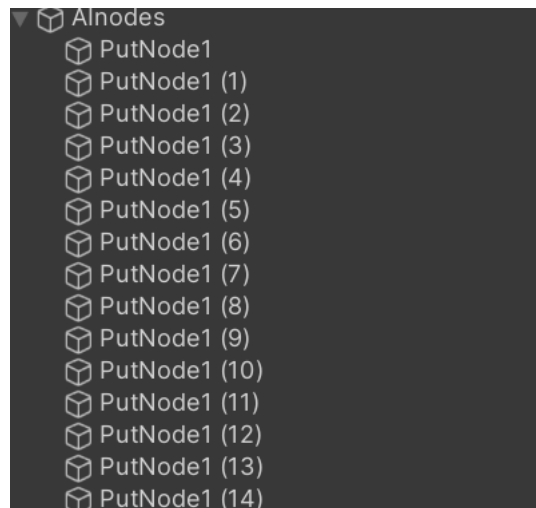 AInodes
PutNode1
PutNode1 (1)
PutNode1 (2)
PutNode1 (3)
PutNode1 (4)
PutNode1 (5)
PutNode1 (6)
PutNode1 (7)
PutNode1 (8)
PutNode1 (9)
PutNode1 (10)
PutNode1 (11)
PutNode1 (12)
PutNode1 (13)
PutNode1 (14)